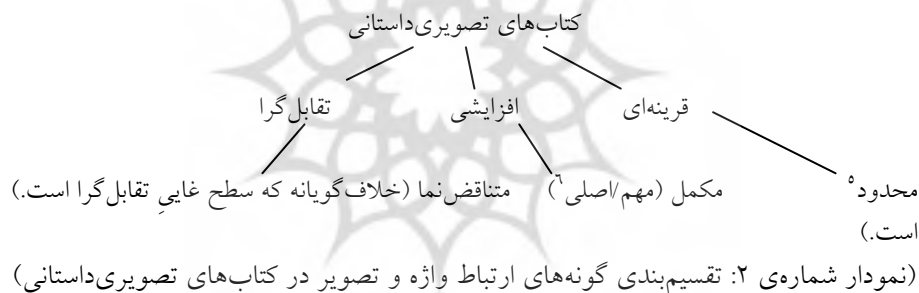 کتاب‌های تصویری‌داستانی
قرینه‌ای افزایشی تقابل‌گرا
محدود۵ مکمل (مهم/اصلی۶) متناقض‌نما (خلاف‌گویانه که سطح غاییِ تقابل‌گرا است.)
است.)
(نمودار شماره‌ی ۲: تقسیم‌بندی گونه‌های ارتباط واژه و تصویر در کتاب‌های تصویری‌داستانی)